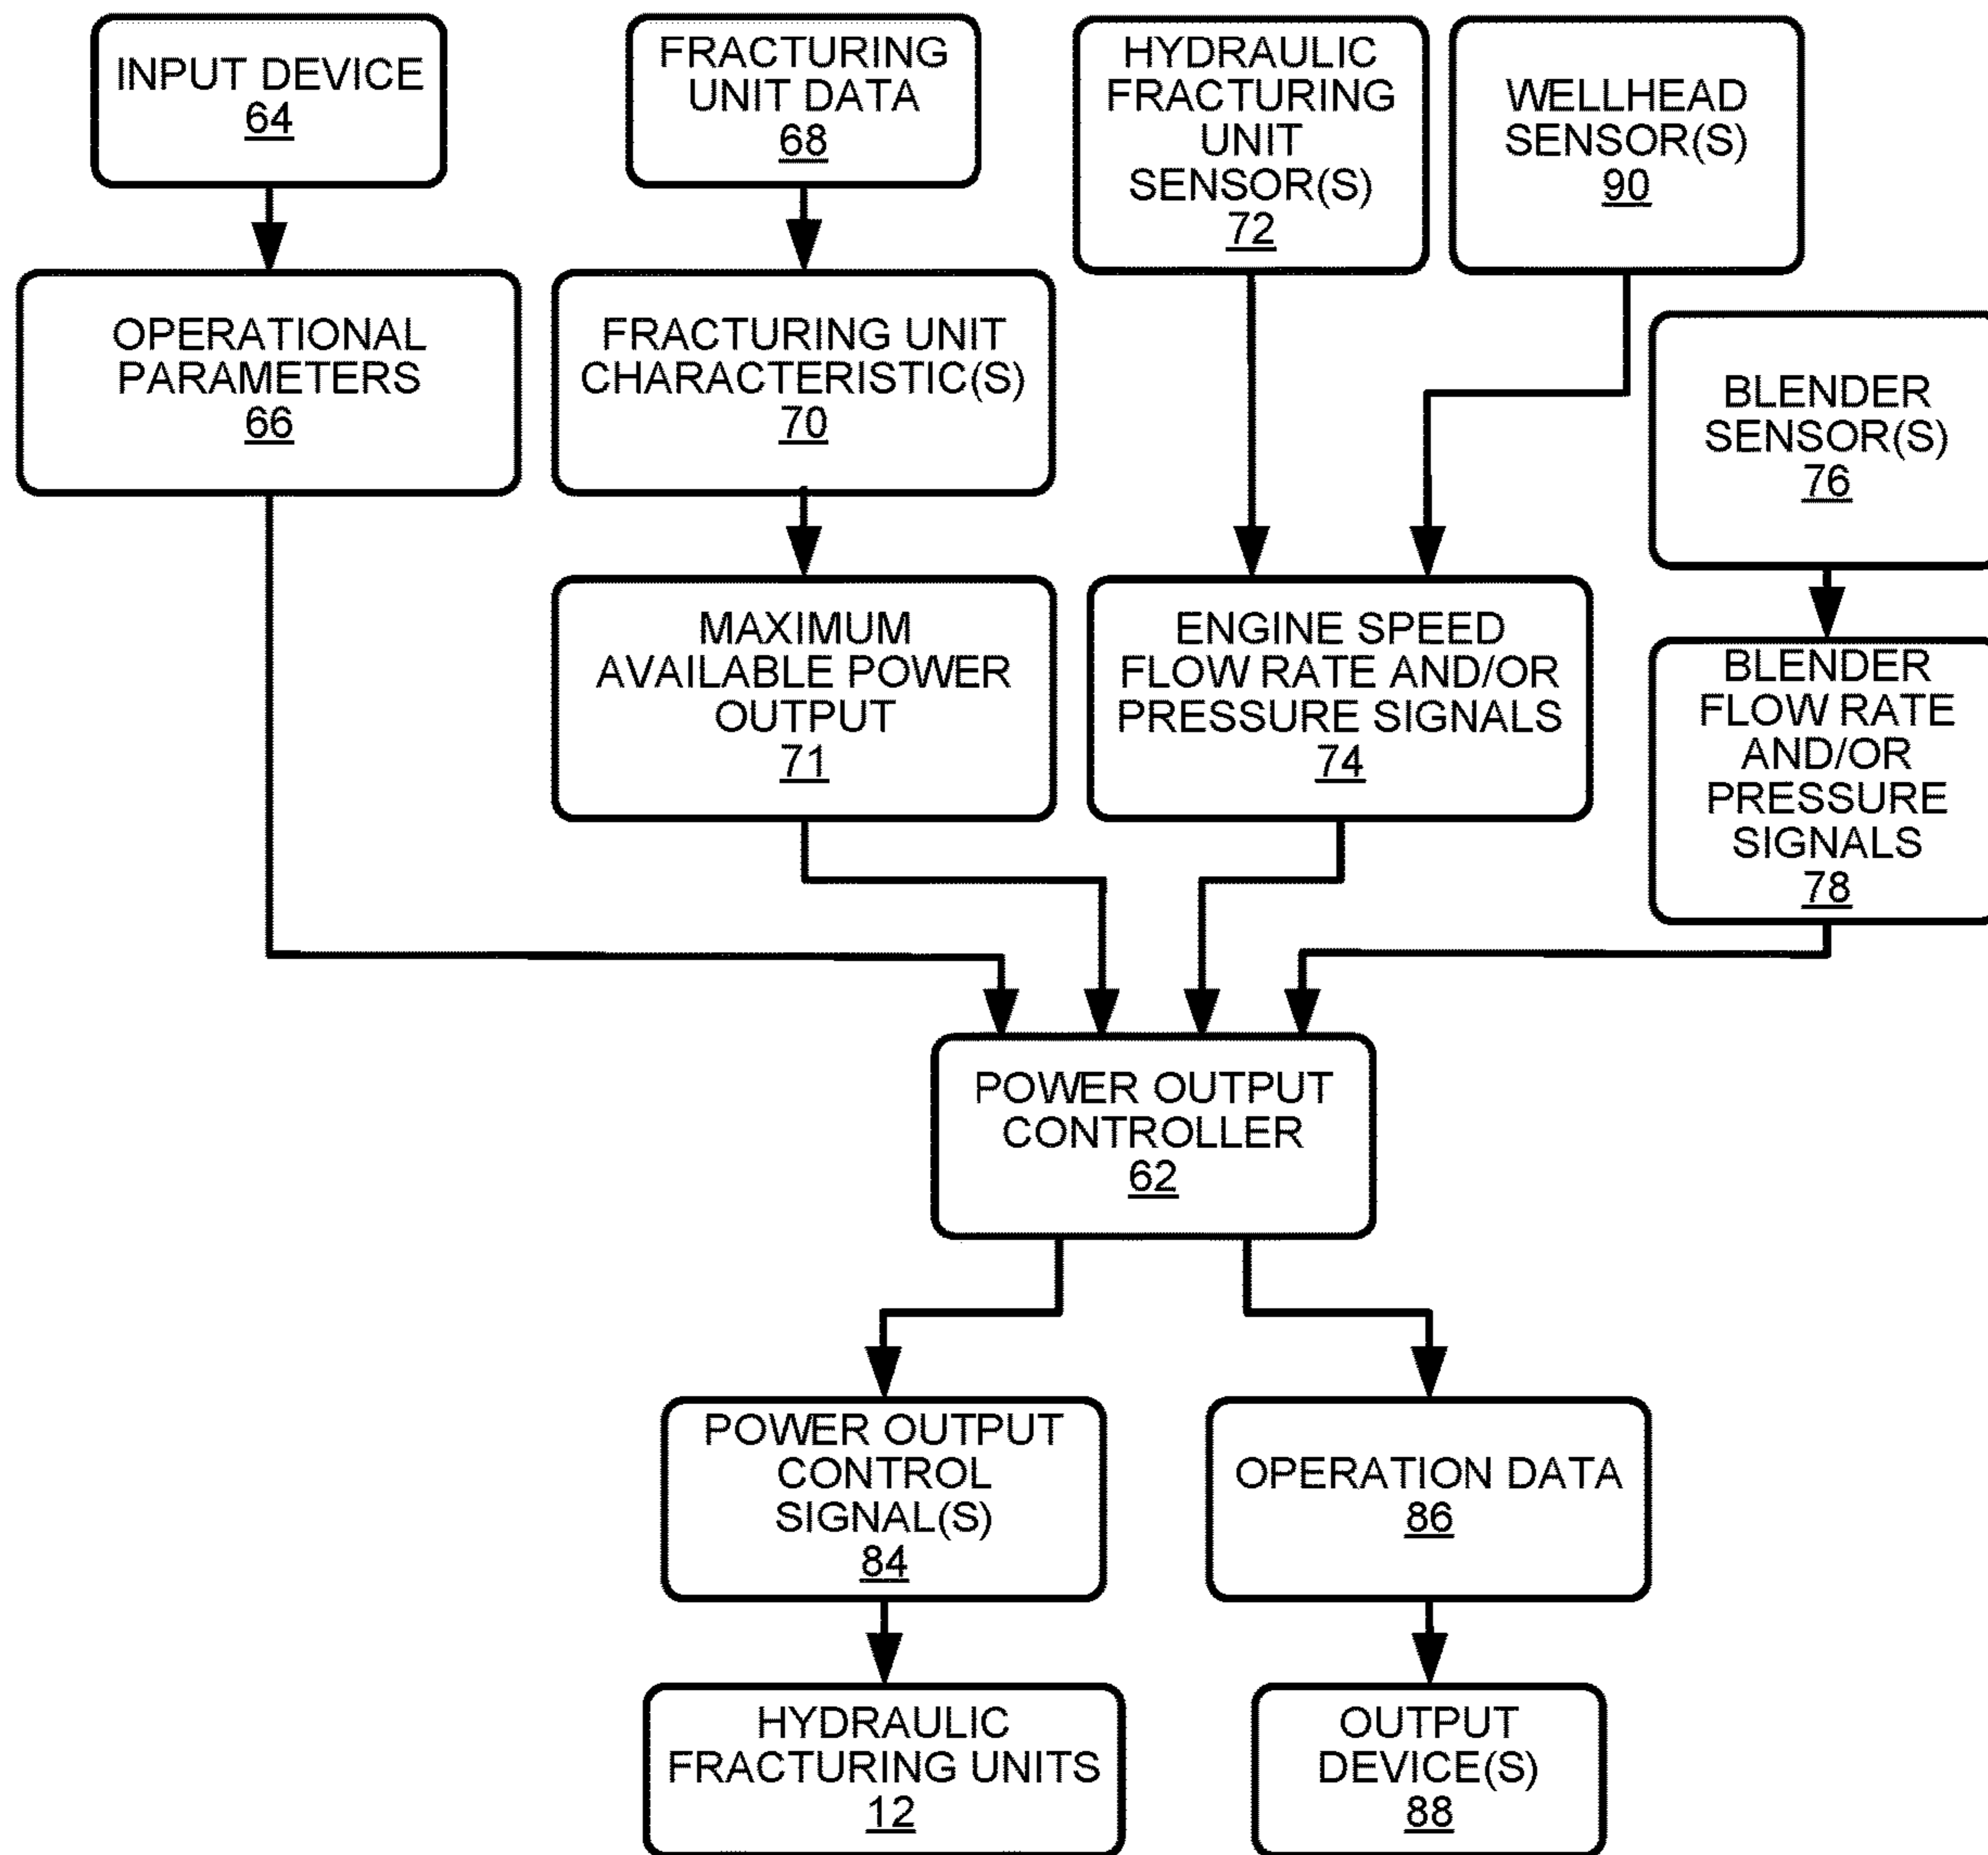 INPUT DEVICE
64
FRACTURING
UNIT DATA
68
HYDRAULIC
FRACTURING
UNIT
SENSOR(S)
72
WELLHEAD
SENSOR(S)
90
OPERATIONAL
PARAMETERS
66
FRACTURING UNIT
CHARACTERISTIC(S)
70
BLENDER
SENSOR(S)
76
MAXIMUM
AVAILABLE POWER
OUTPUT
71
ENGINE SPEED
FLOW RATE AND/OR
PRESSURE SIGNALS
74
BLENDER
FLOW RATE
AND/OR
PRESSURE
SIGNALS
78
POWER OUTPUT
CONTROLLER
62
POWER OUTPUT
CONTROL
SIGNAL(S)
84
OPERATION DATA
86
HYDRAULIC
FRACTURING UNITS
12
OUTPUT
DEVICE(S)
88